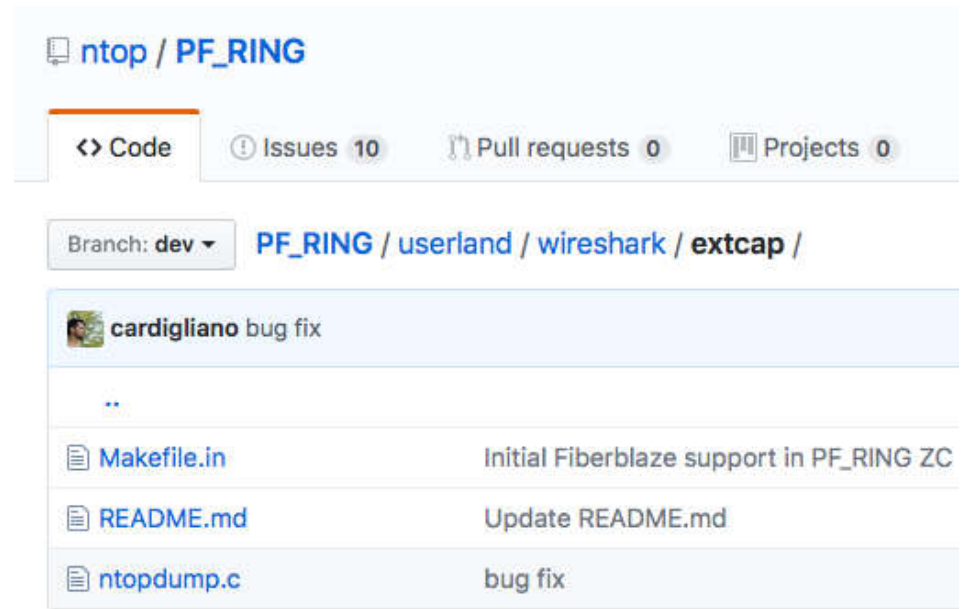 ntop / PF_RING
<> Code Issues 10 Pull requests 0 Projects 0
Branch: dev PF_RING / userland / wireshark / extcap /
cardigliano bug fix
..
Makefile.in Initial Fiberblaze support in PF_RING ZC
README.md Update README.md
ntopdump.c bug fix